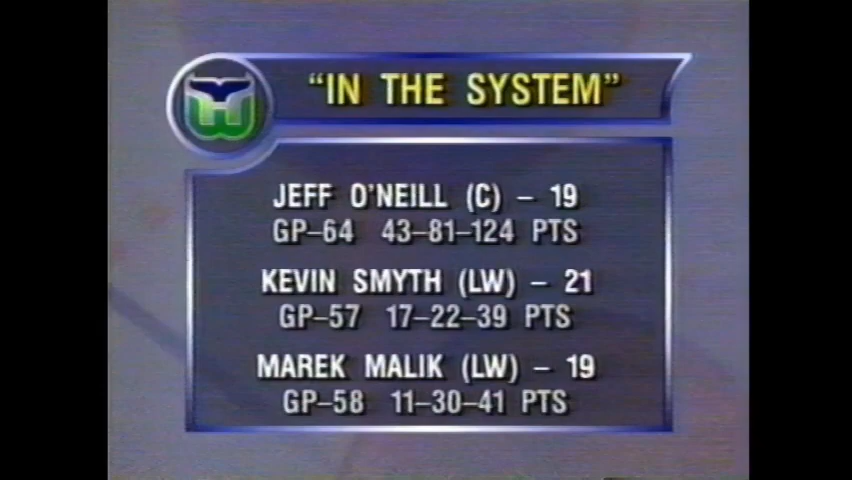 "IN THE SYSTEM"
JEFF O'NEILL (C) – 19
GP–64 43–81–124 PTS
KEVIN SMYTH (LW) – 21
GP–57 17–22–39 PTS
MAREK MALIK (LW) – 19
GP–58 11–30–41 PTS